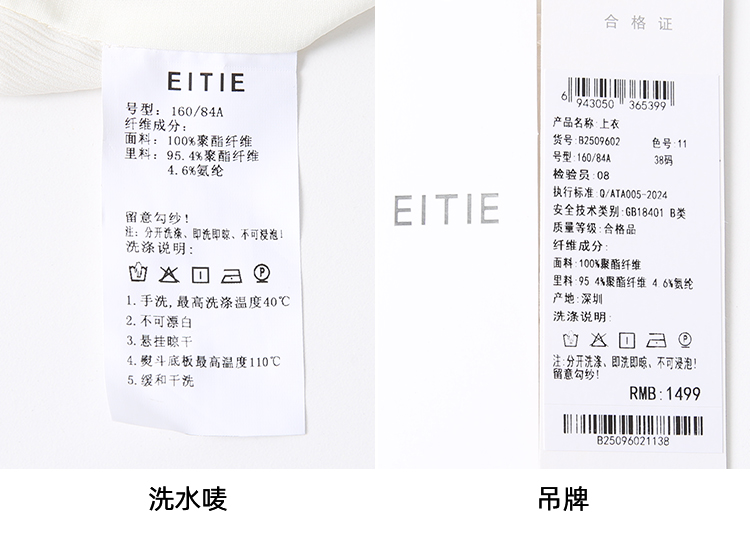 EITIE
号型: 160/84A
纤维成分:
面料: 100%聚酯纤维
里料: 95.4%聚酯纤维
4.6%氨纶
留意勾纱!
注: 分开洗涤、即洗即晾、不可浸泡!
洗涤说明:
1.手洗,最高洗涤温度40℃
2.不可漂白
3.悬挂晾干
4.熨斗底板最高温度110℃
5.缓和干洗
洗水唛
EITIE
合格证
6 943050 365399
产品名称:上衣
货号:B2509602 色号:11
号型:160/84A 38码
检验员:08
执行标准:Q/ATA005-2024
安全技术类别:GB18401 B类
质量等级:合格品
纤维成分:
面料:100%聚酯纤维
里料:95 4%聚酯纤维 4.6%氨纶
产地:深圳
洗涤说明:
注:分开洗涤、即洗即晾、不可浸泡!
留意勾纱!
RMB:1499
B25096021138
吊牌